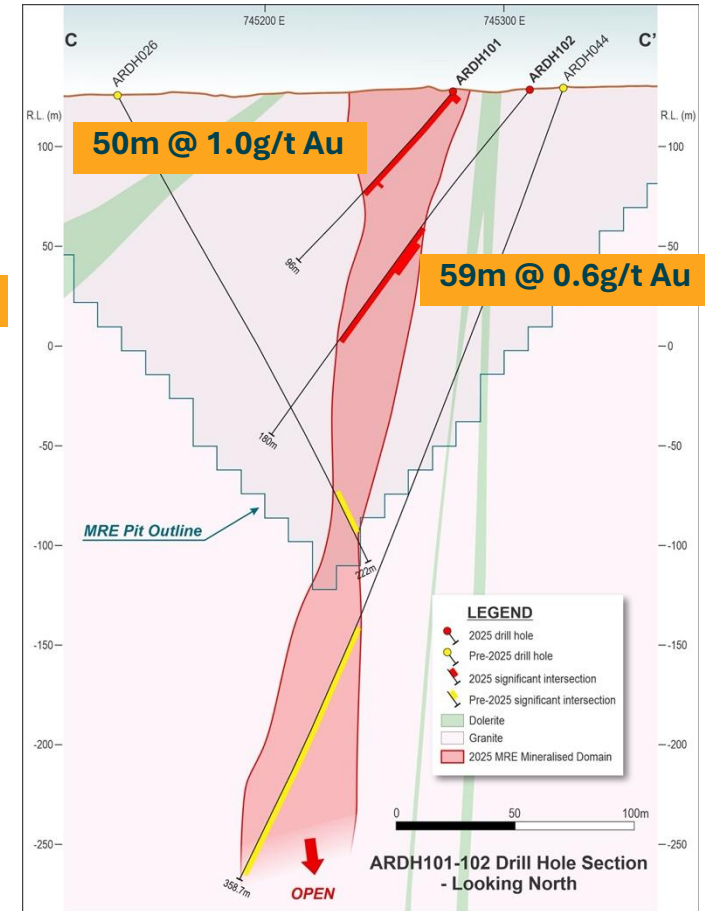 745200 E
745300 E
C
C'
ARDH026
ARDH101
ARDH102
ARDH044
R.L. (m)
R.L. (m)
50m @ 1.0g/t Au
100
100
96m
50
50
59m @ 0.6g/t Au
0
0
180m
-50
-50
MRE Pit Outline
-100
-100
222m
LEGEND
2025 drill hole
Pre-2025 drill hole
2025 significant intersection
Pre-2025 significant intersection
Dolerite
Granite
2025 MRE Mineralised Domain
-150
-150
-200
-200
0
50
100m
-250
-250
ARDH101-102 Drill Hole Section
- Looking North
358.7m
OPEN